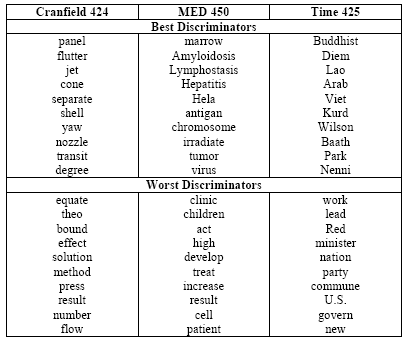 Cranfield 424 MED 450 Time 425
Best Discriminators
panel marrow Buddhist
flutter Amyloidosis Diem
jet Lymphostasis Lao
cone Hepatitis Arab
separate Hela Viet
shell antigan Kurd
yaw chromosome Wilson
nozzle irradiate Baath
transit tumor Park
degree virus Nenni
Worst Discriminators
equate clinic work
theo children lead
bound act Red
effect high minister
solution develop nation
method treat party
press increase commune
result result U.S.
number cell govern
flow patient new